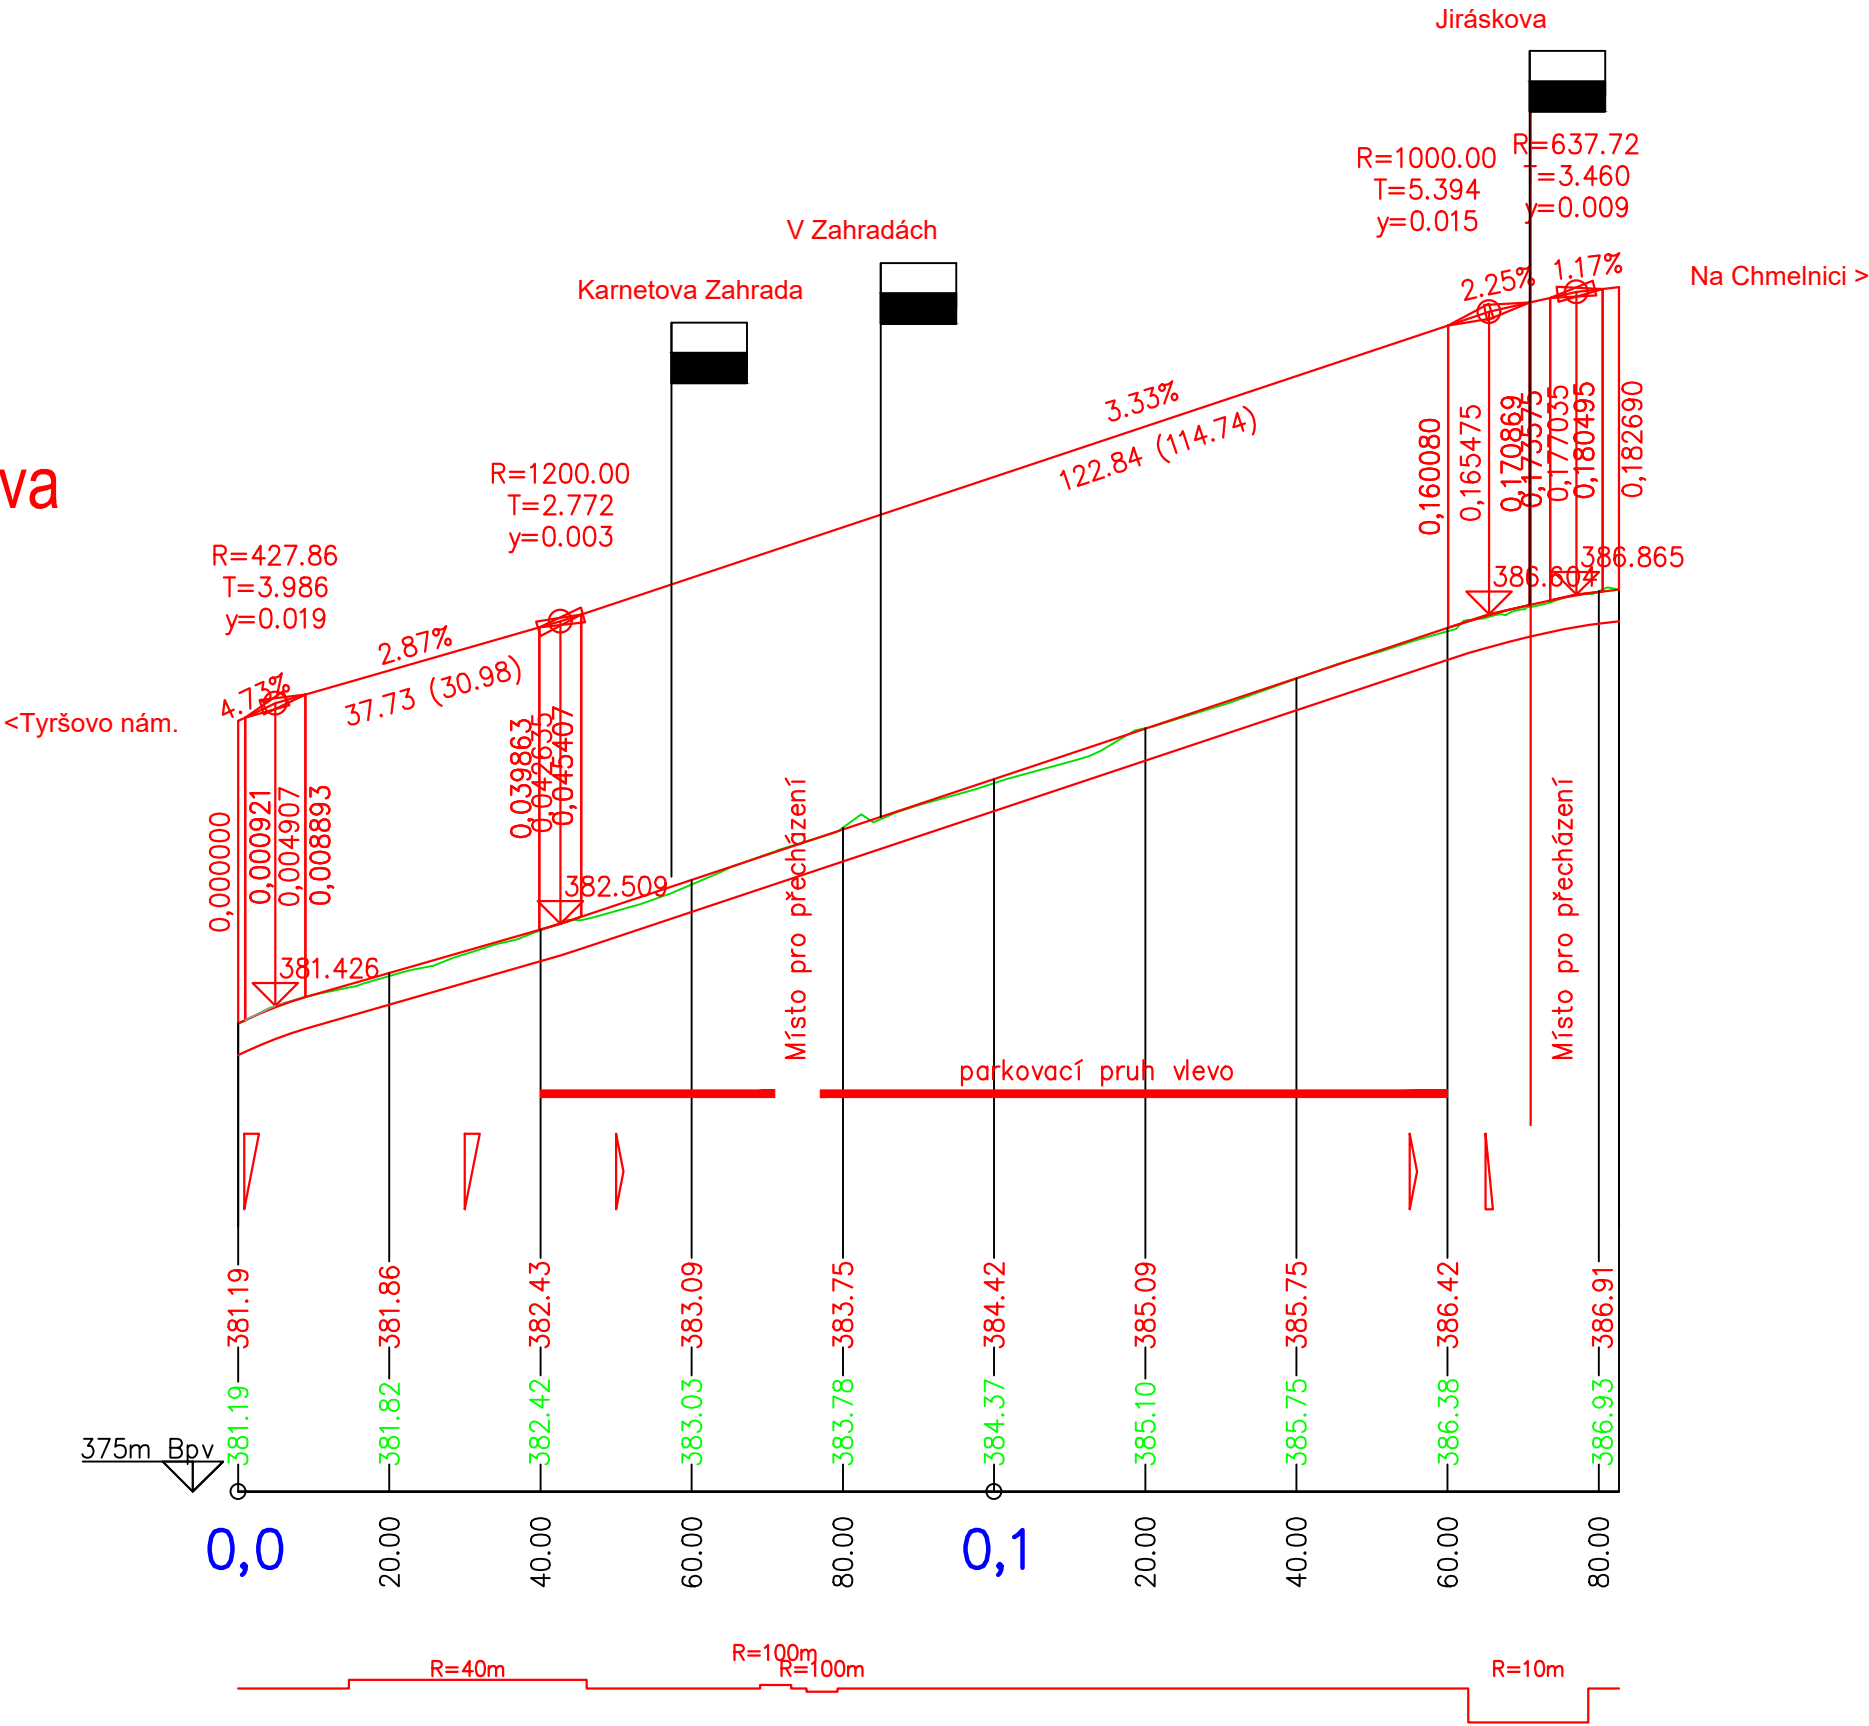 Jiráskova
R=1000.00
T=5.394
y=0.015
R=637.72
T=3.460
y=0.009
V Zahradách
Karnetova Zahrada
2.25%
1.17%
Na Chmelnici >
3.33%
122.84 (114.74)
va
R=1200.00
T=2.772
y=0.003
R=427.86
T=3.986
y=0.019
0,160080
0,165475
0,170869
0,173575
0,177035
0,180495
0,182690
386.604
386.865
2.87%
37.73 (30.98)
4.73%
<Tyršovo nám.
0,000000
0,000921
0,004907
0,008893
0,039863
0,042635
0,045407
382.509
381.426
Místo pro přecházení
Místo pro přecházení
parkovací pruh vlevo
381.19
381.86
382.43
383.09
383.75
384.42
385.09
385.75
386.42
386.91
381.19
381.82
382.42
383.03
383.78
384.37
385.10
385.75
386.38
386.93
375m Bpv
0,0
20.00
40.00
60.00
80.00
0,1
20.00
40.00
60.00
80.00
R=40m
R=100m
R=100m
R=10m